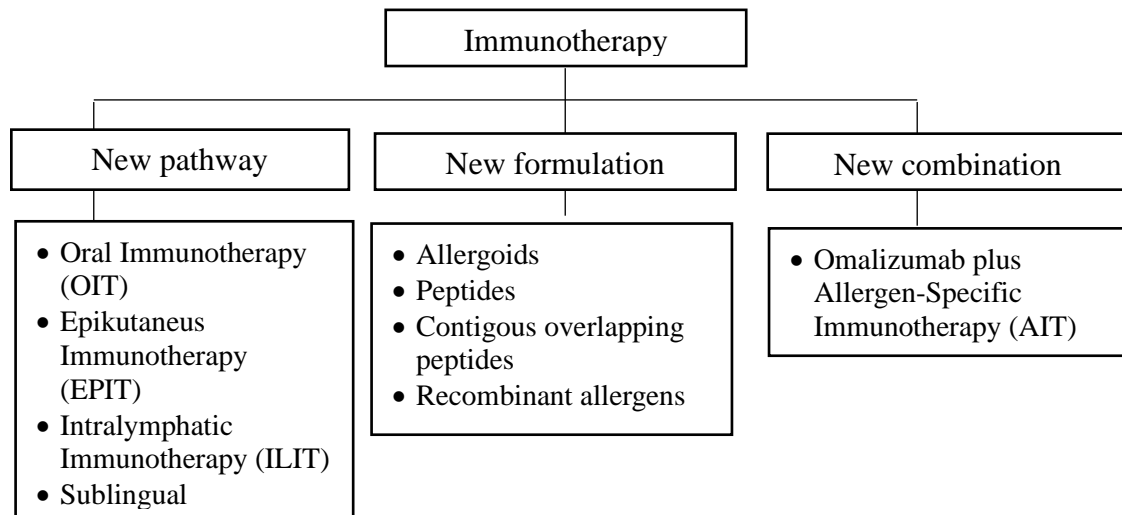 Immunotherapy
New pathway
New formulation
New combination
• Oral Immunotherapy
(OIT)
• Epikutaneus
Immunotherapy
(EPIT)
• Intralymphatic
Immunotherapy (ILIT)
• Sublingual
• Allergoids
• Peptides
• Contigous overlapping
peptides
• Recombinant allergens
• Omalizumab plus
Allergen-Specific
Immunotherapy (AIT)